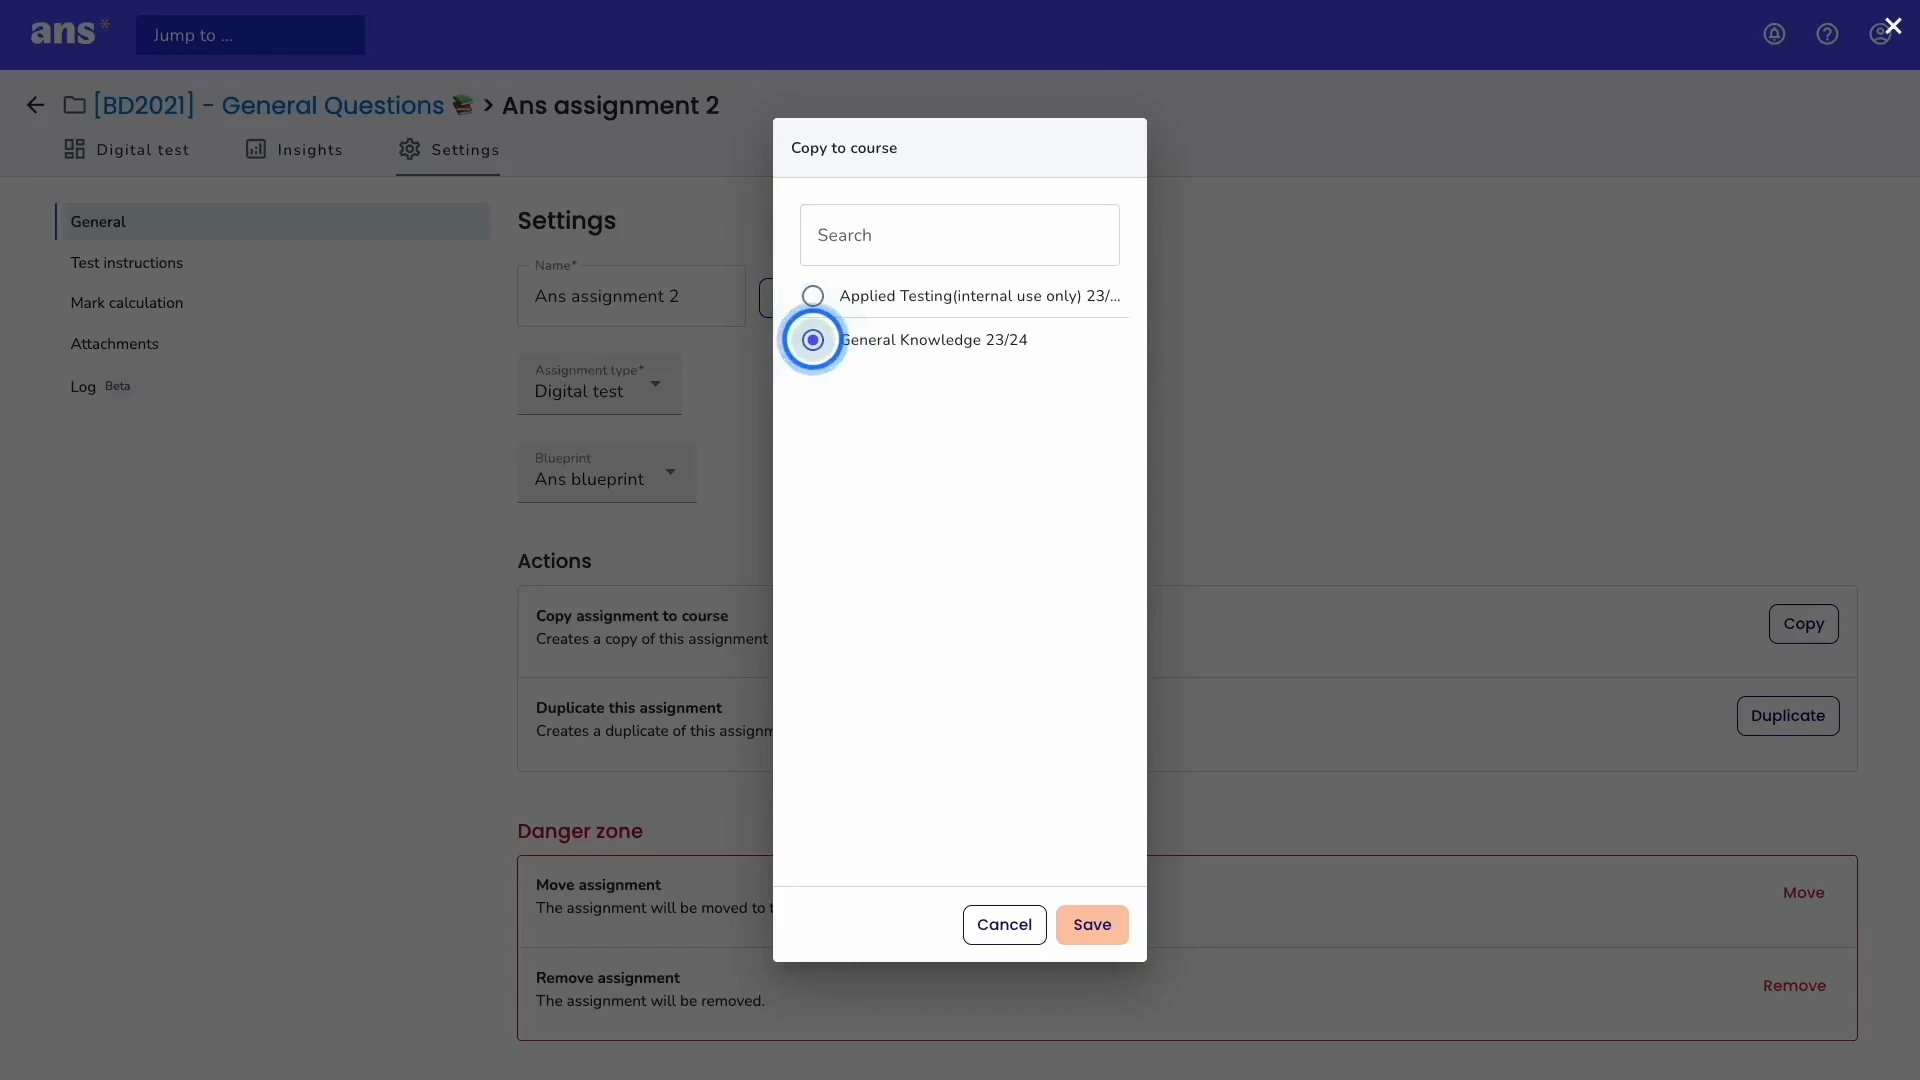 ans*
Jump to ...
[BD2021] - General Questions 📚 > Ans assignment 2
Digital test
Insights
Settings
General
Test instructions
Mark calculation
Attachments
Log Beta
Settings
Name*
Ans assignment 2
Assignment type*
Digital test
Blueprint
Ans blueprint
Actions
Copy assignment to course
Creates a copy of this assignment
Copy
Duplicate this assignment
Creates a duplicate of this
Duplicate
Danger zone
Move assignment
The assignment will be moved to
Move
Remove assignment
The assignment will be removed.
Remove
Copy to course
Search
Applied Testing(internal use only) 23/...
General Knowledge 23/24
Cancel
Save